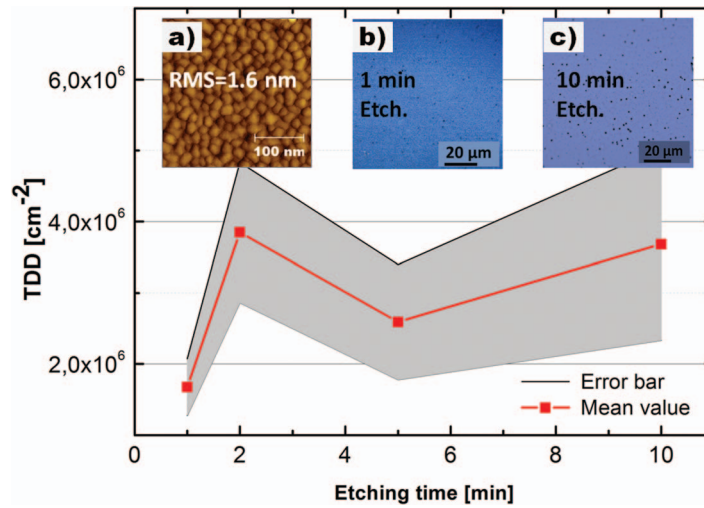 a)
RMS=1.6 nm
100 nm
b)
1 min
Etch.
20 µm
c)
10 min
Etch.
20 µm
6,0x10⁶
4,0x10⁶
2,0x10⁶
TDD [cm⁻²]
Error bar
Mean value
0 2 4 6 8 10
Etching time [min]